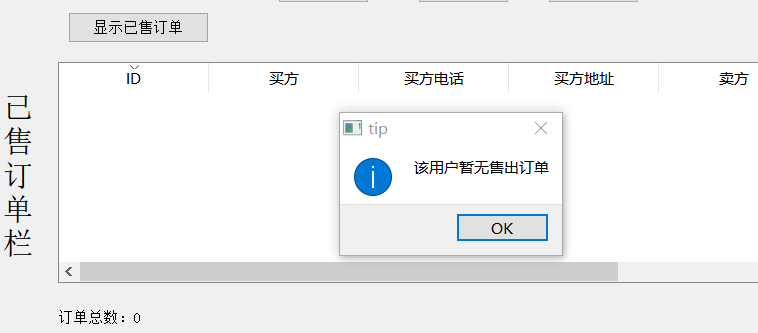 显示已售订单
已售订单栏
ID 买方 买方电话 买方地址 卖方
tip
该用户暂无售出订单
OK
订单总数：0